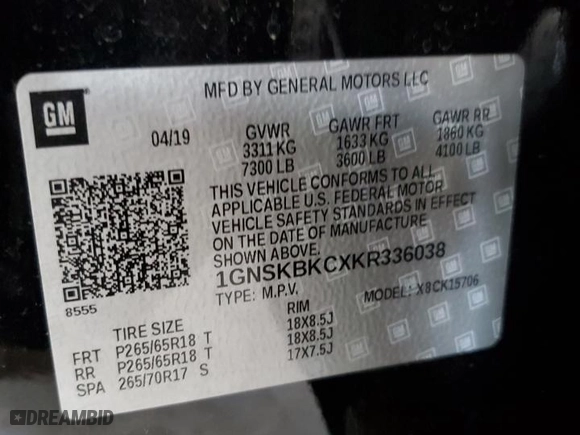 MFD BY GENERAL MOTORS LLC
GM
04/19 GVWR GAWR FRT GAWR RR
3311 KG 1633 KG 1860 KG
7300 LB 3600 LB 4100 LB
THIS VEHICLE CONFORMS TO ALL
APPLICABLE U.S. FEDERAL MOTOR
VEHICLE SAFETY STANDARDS IN EFFECT
ON THE DATE OF MANUFACTURE
SHOWN ABOVE.
1GNSKBKCXKR336038
TYPE: M.P.V. MODEL: X8CK15706
8555
TIRE SIZE RIM
FRT P265/65R18 T 18X8.5J
RR P265/65R18 T 18X8.5J
SPA 265/70R17 S 17X7.5J
DREAMBID